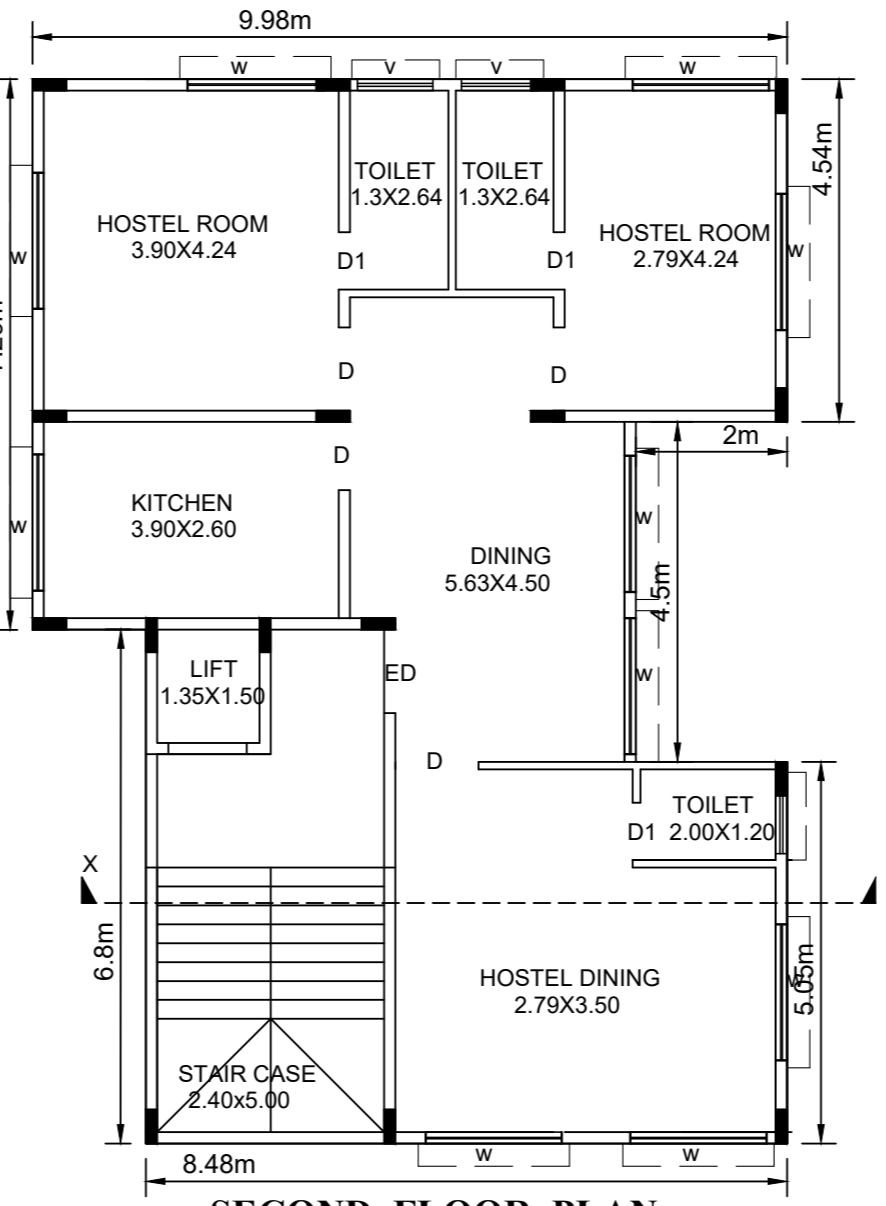 9.98m
w
v
v
w
TOILET
1.3X2.64
TOILET
1.3X2.64
4.54m
HOSTEL ROOM
3.90X4.24
HOSTEL ROOM
2.79X4.24
w
w
D1
D1
D
D
2m
D
KITCHEN
3.90X2.60
w
w
DINING
5.63X4.50
4.5m
LIFT
1.35X1.50
ED
w
D
TOILET
D1 2.00X1.20
X
6.8m
HOSTEL DINING
2.79X3.50
w
5.05m
STAIR CASE
2.40x5.00
w
w
8.48m
SECOND FLOOR PLAN